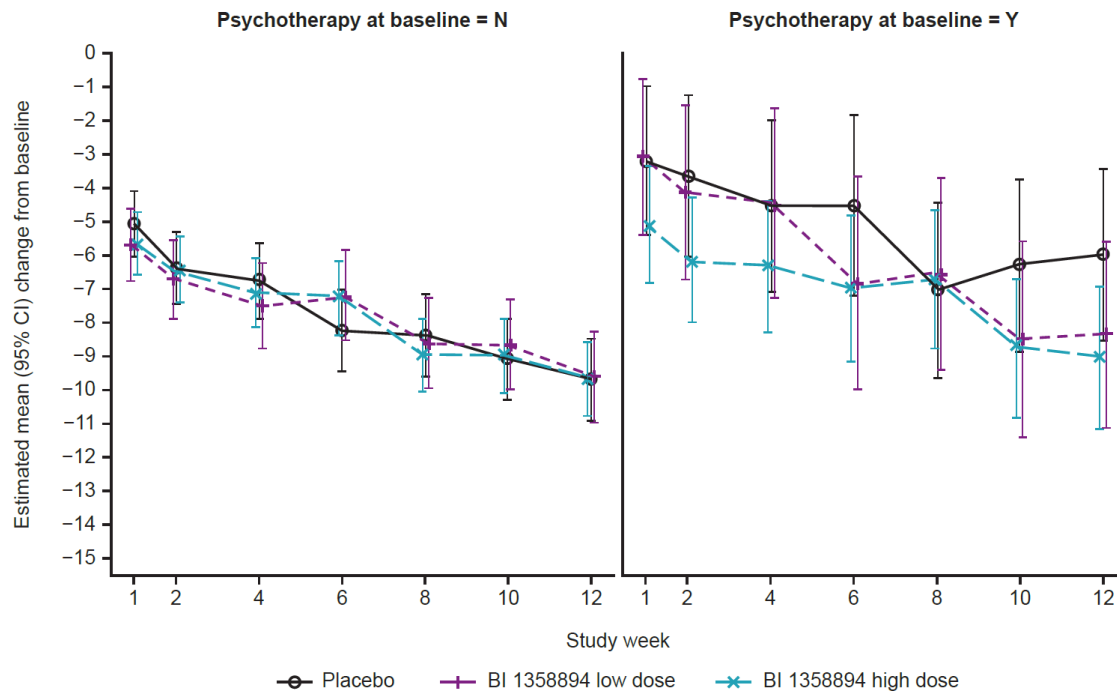 Psychotherapy at baseline = N
Psychotherapy at baseline = Y
Estimated mean (95% CI) change from baseline
0
−1
−2
−3
−4
−5
−6
−7
−8
−9
−10
−11
−12
−13
−14
−15
1 2 4 6 8 10 12
1 2 4 6 8 10 12
Study week
Placebo
BI 1358894 low dose
BI 1358894 high dose